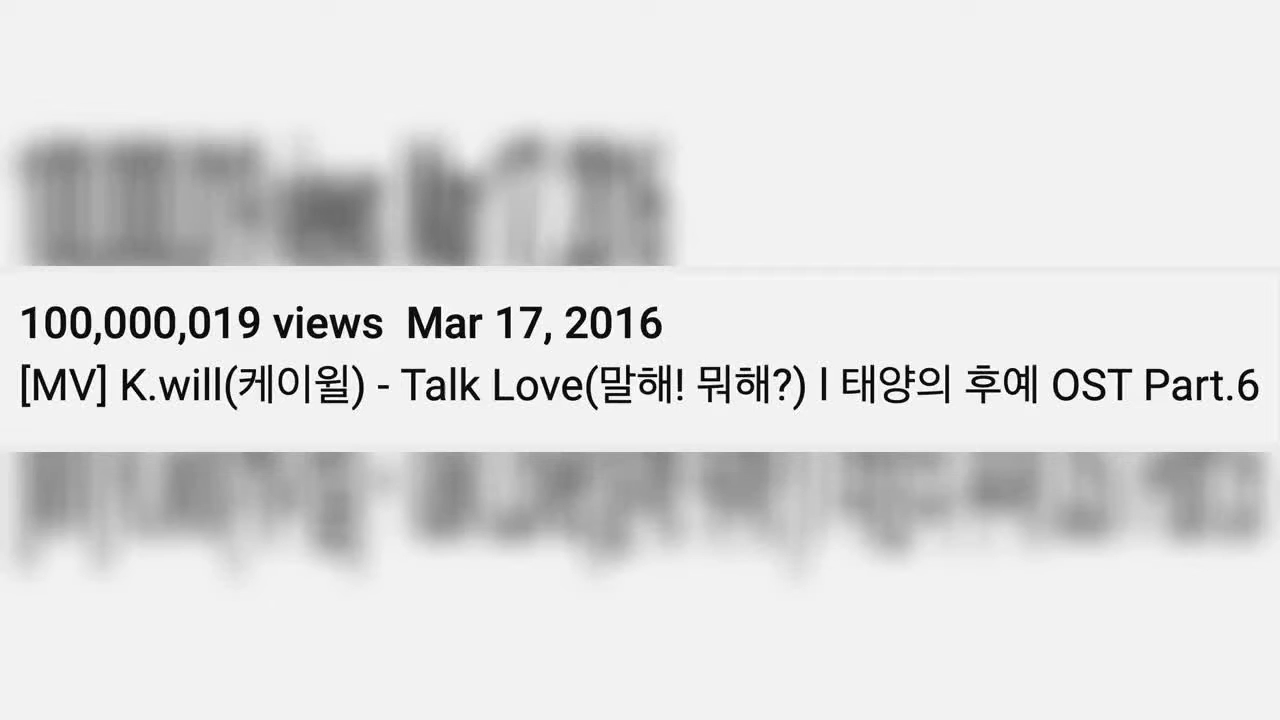 100,000,019 views Mar 17, 2016
[MV] K.will(케이윌) - Talk Love(말해! 뭐해?) l 태양의 후예 OST Part.6